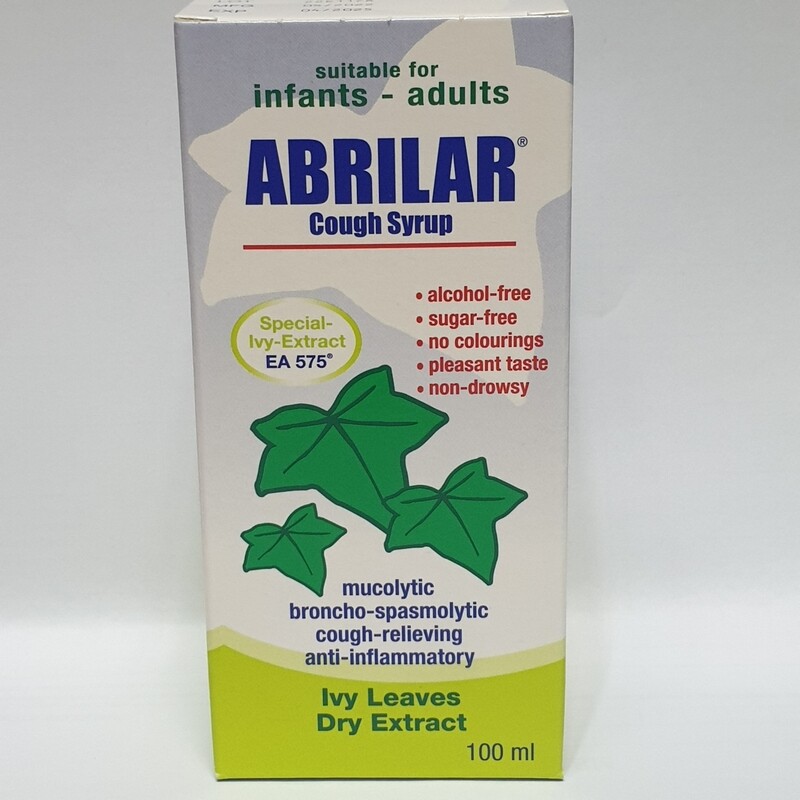 suitable for
infants - adults
ABRILAR®
Cough Syrup
• alcohol-free
• sugar-free
• no colourings
• pleasant taste
• non-drowsy
Special-
Ivy-Extract
EA 575®
mucolytic
broncho-spasmolytic
cough-relieving
anti-inflammatory
Ivy Leaves
Dry Extract
100 ml